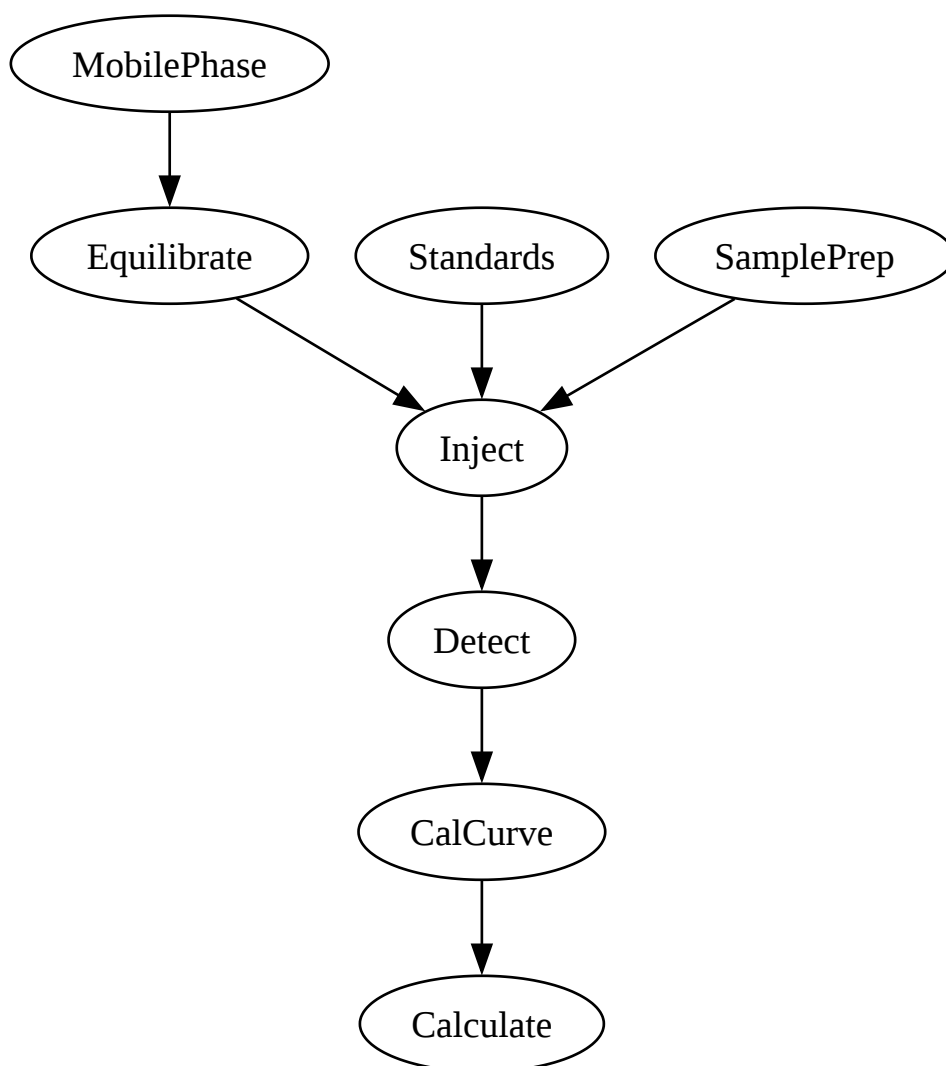 MobilePhase
Equilibrate
Standards
SamplePrep
Inject
Detect
CalCurve
Calculate